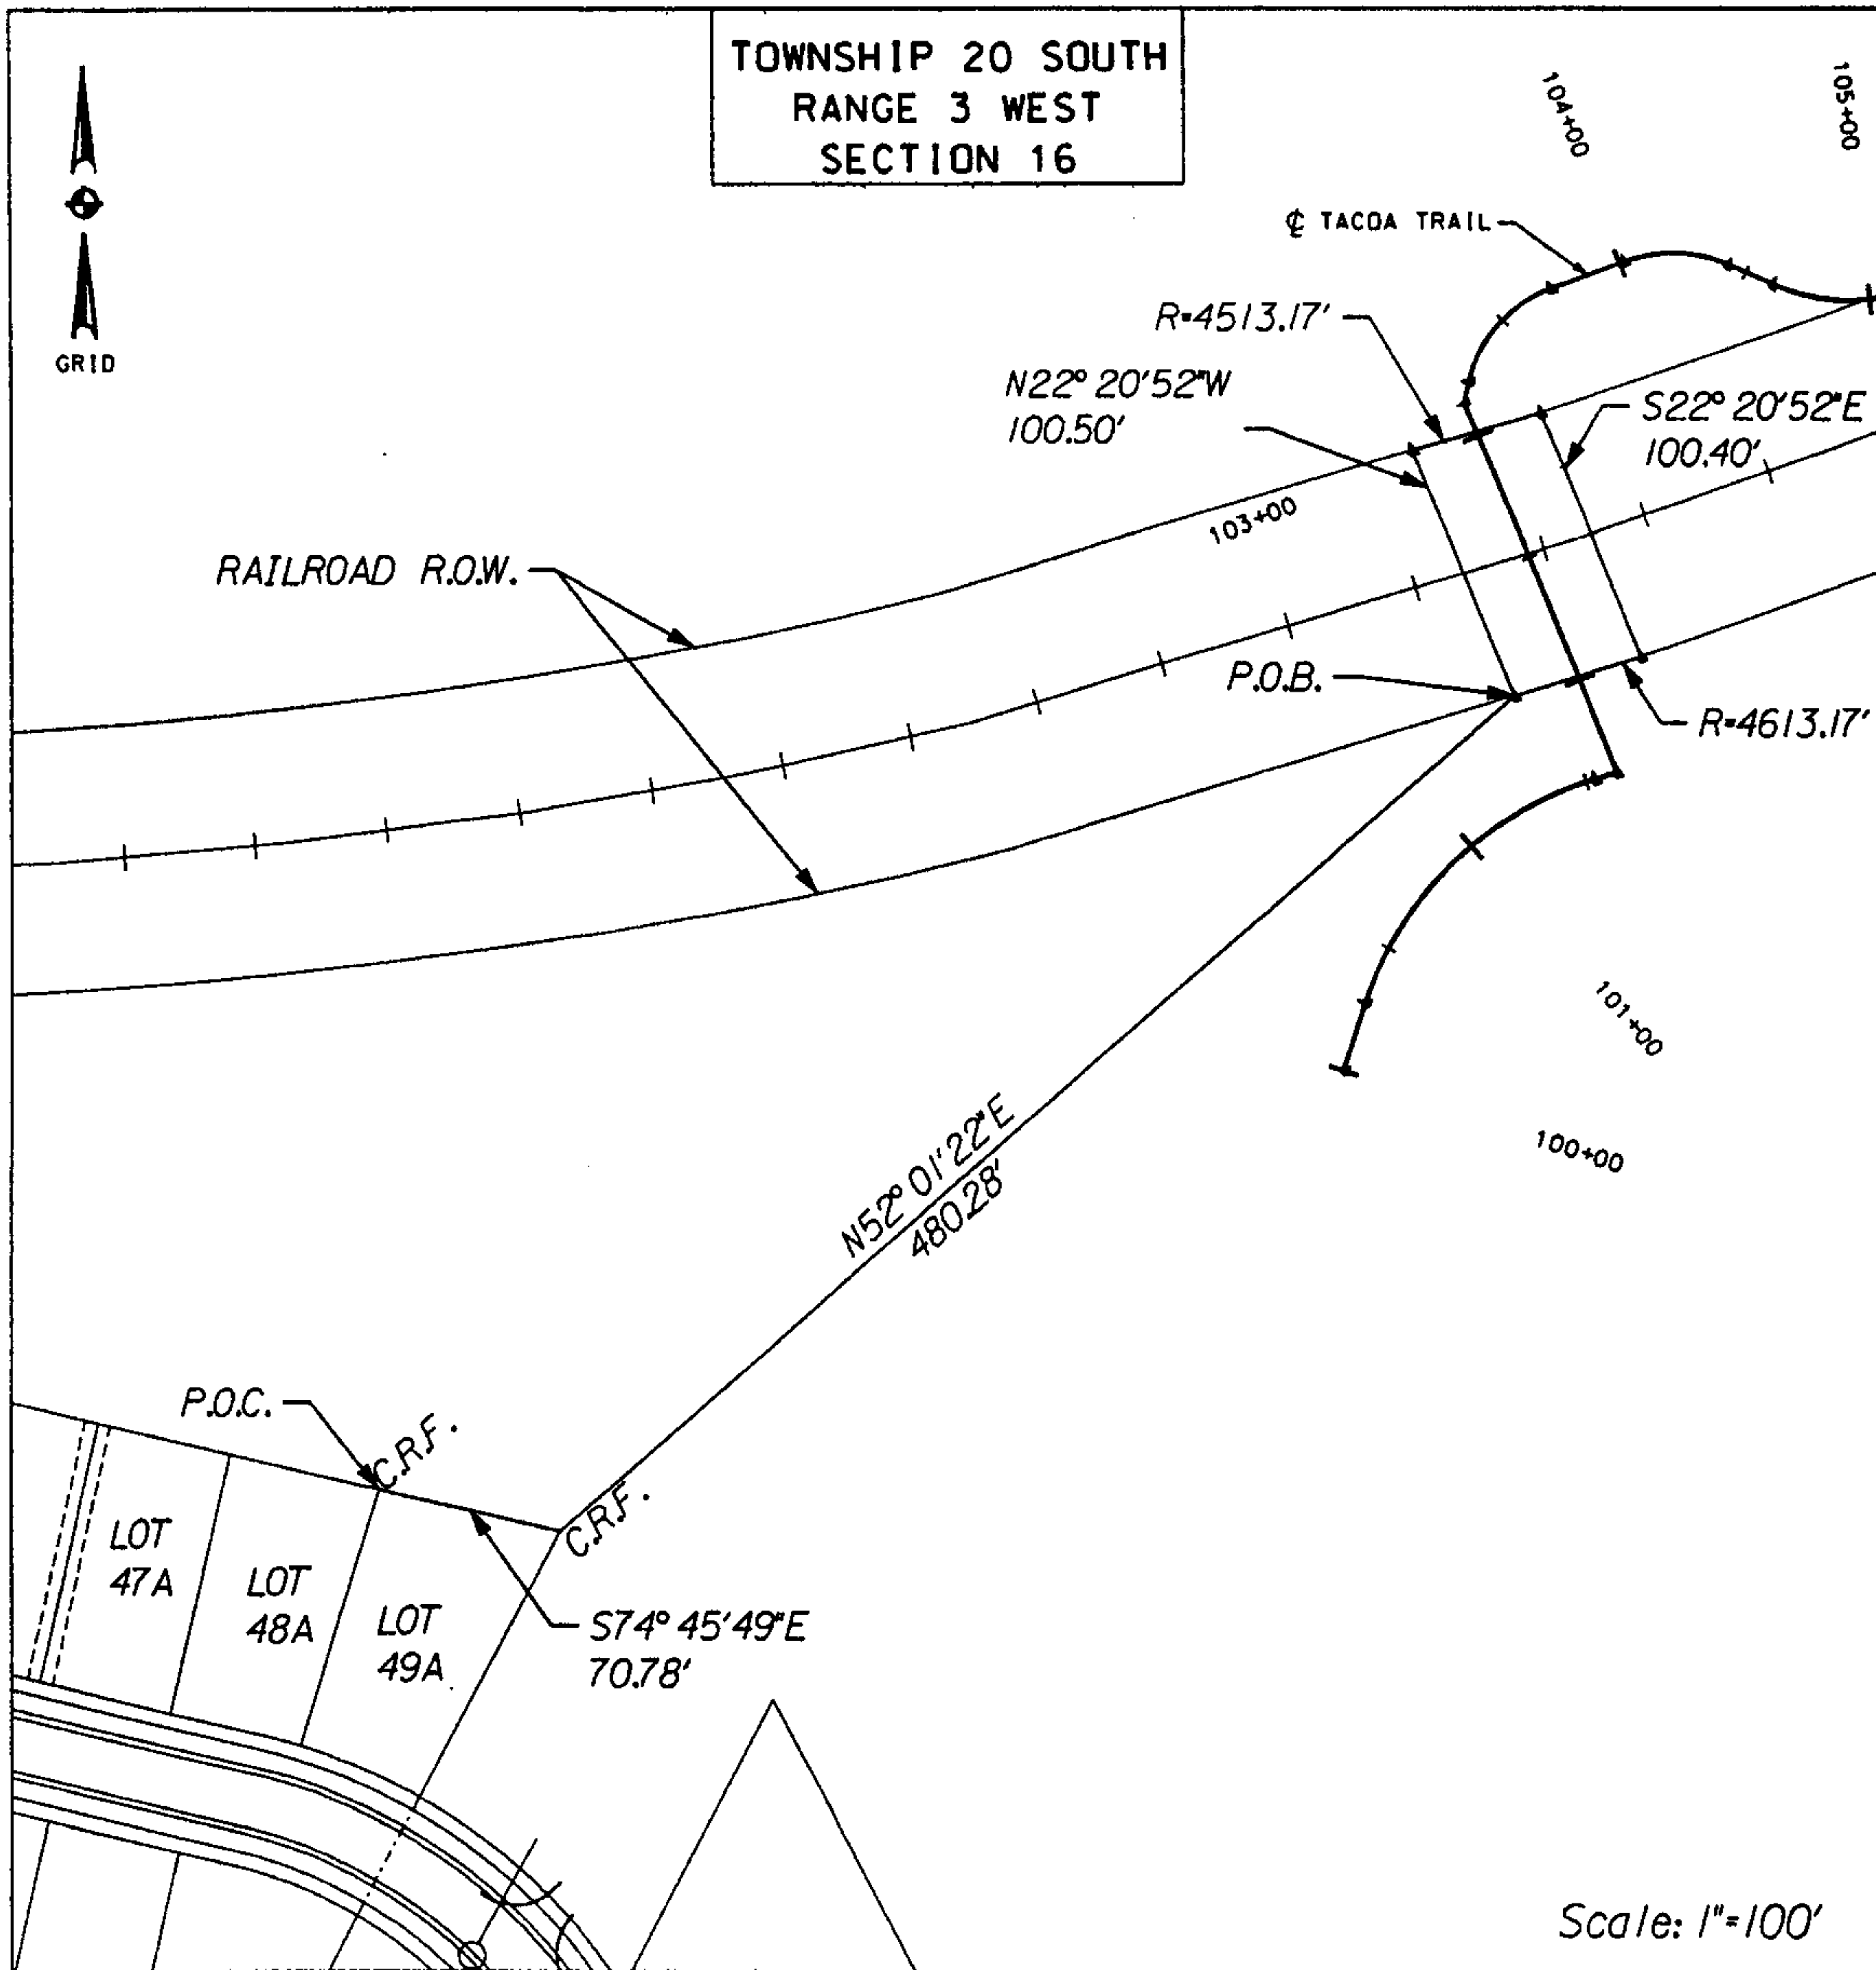 TOWNSHIP 20 SOUTH
RANGE 3 WEST
SECTION 16
GRID
104+00
105+00
℄ TACOA TRAIL
R=4513.17'
N22° 20'52"W
100.50'
S22° 20'52"E
100.40'
103+00
RAILROAD R.O.W.
P.O.B.
R=4613.17'
101+00
100+00
N52° 01'22"E
480.28'
P.O.C.
C.R.F.
C.R.F.
LOT
47A
LOT
48A
LOT
49A
S74° 45'49"E
70.78'
Scale: 1"=100'